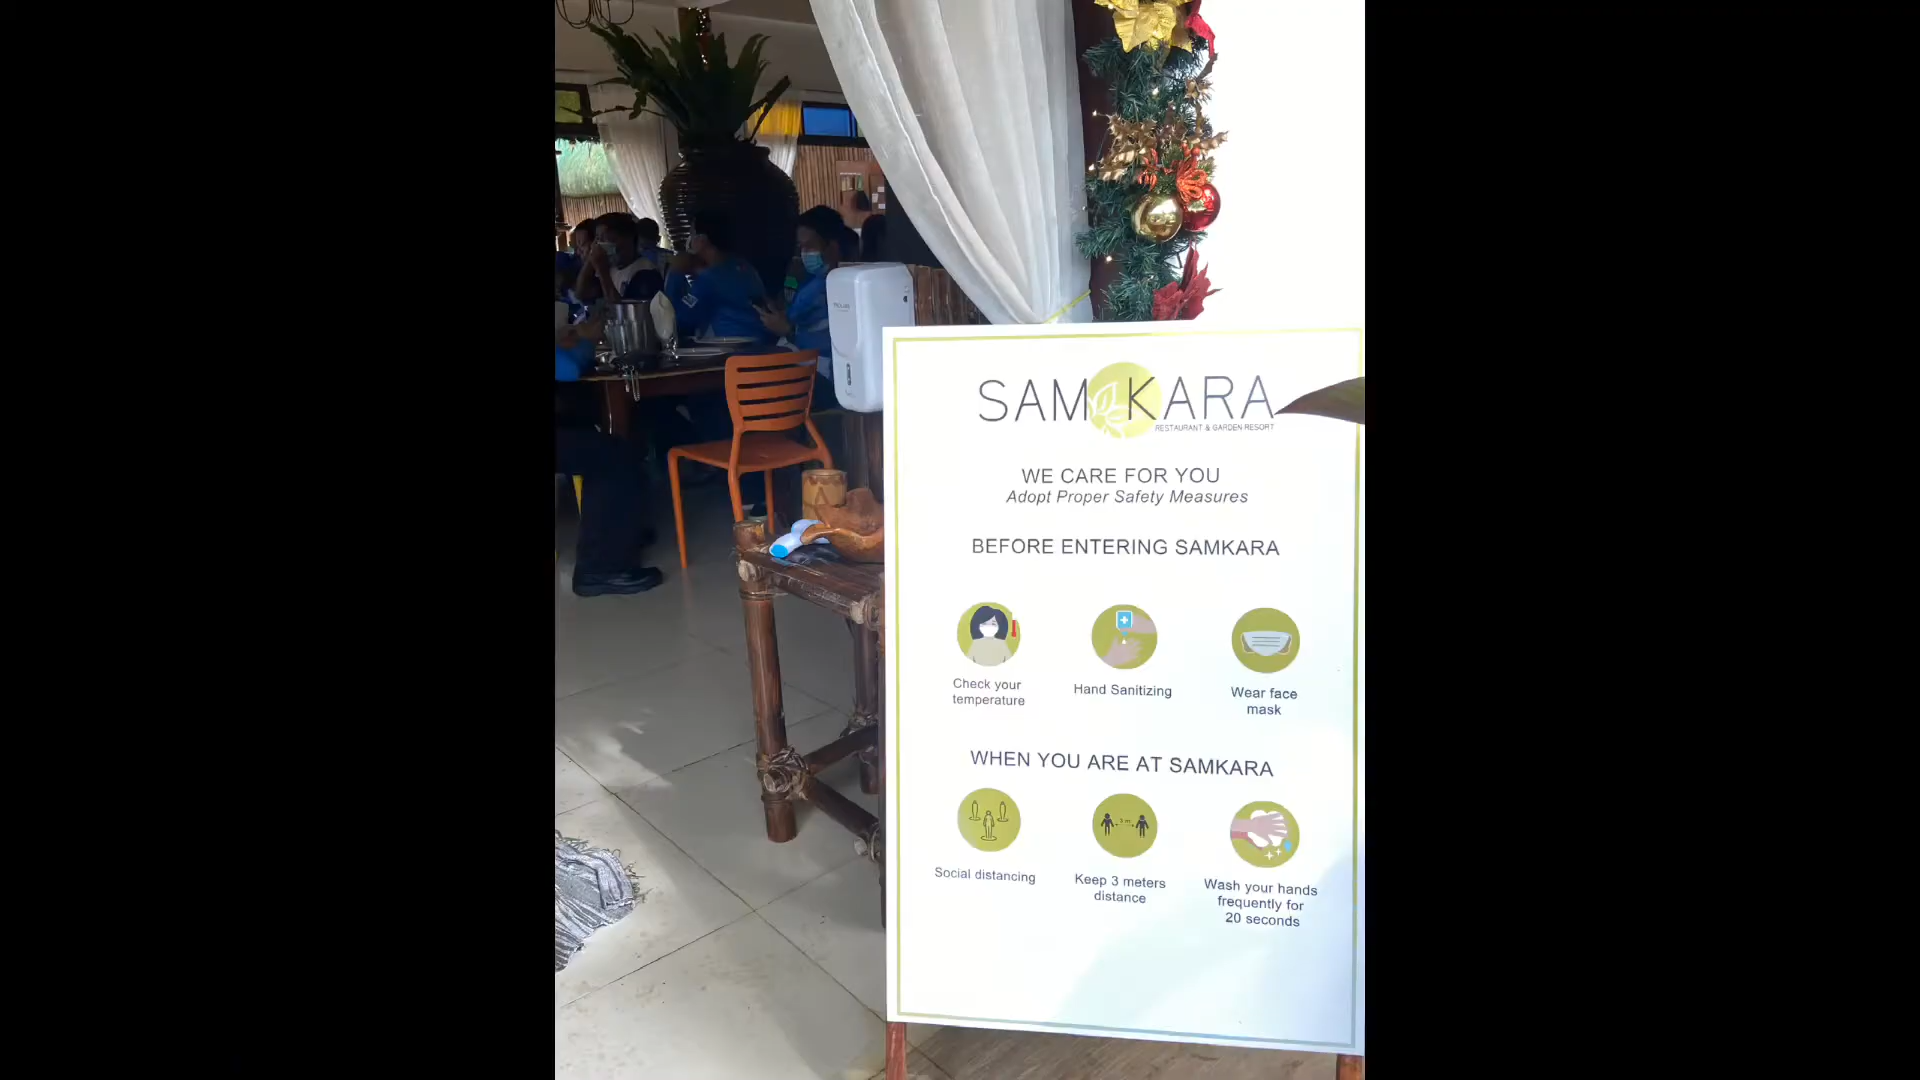 SAMKARA
RESTAURANT & GARDEN RESORT
WE CARE FOR YOU
Adopt Proper Safety Measures
BEFORE ENTERING SAMKARA
Check your
temperature
Hand Sanitizing
Wear face
mask
WHEN YOU ARE AT SAMKARA
Social distancing
Keep 3 meters
distance
Wash your hands
frequently for
20 seconds